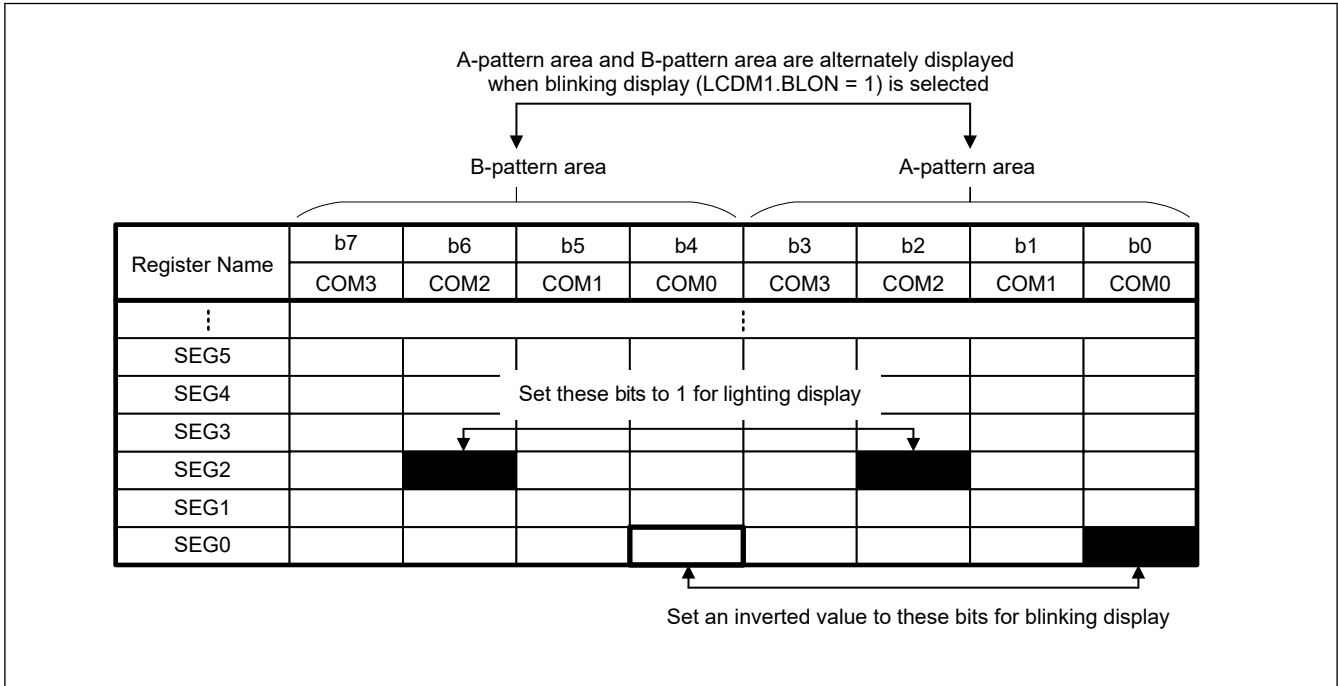 A-pattern area and B-pattern area are alternately displayed
when blinking display (LCDM1.BLON = 1) is selected
B-pattern area A-pattern area
Register Name b7 b6 b5 b4 b3 b2 b1 b0
COM3 COM2 COM1 COM0 COM3 COM2 COM1 COM0
SEG5
SEG4
Set these bits to 1 for lighting display
SEG3
SEG2
SEG1
SEG0
Set an inverted value to these bits for blinking display